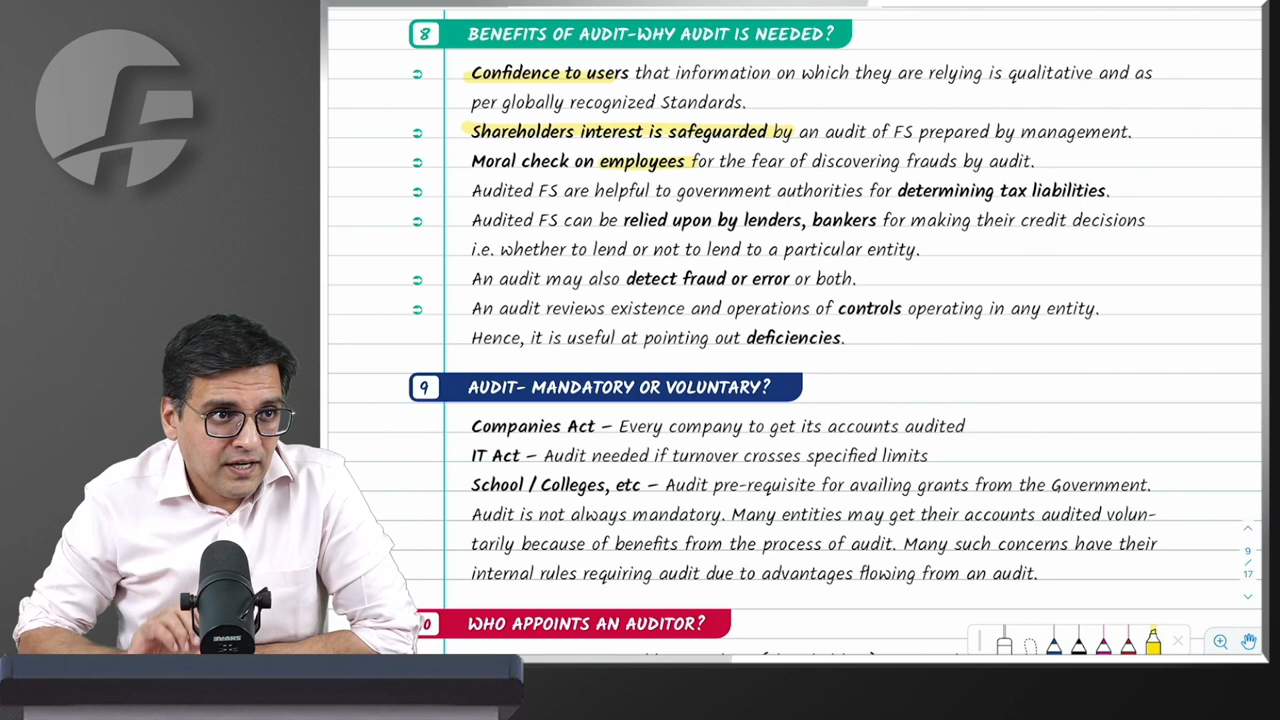 8 BENEFITS OF AUDIT-WHY AUDIT IS NEEDED?
Confidence to users that information on which they are relying is qualitative and as
per globally recognized Standards.
Shareholders interest is safeguarded by an audit of FS prepared by management.
Moral check on employees for the fear of discovering frauds by audit.
Audited FS are helpful to government authorities for determining tax liabilities.
Audited FS can be relied upon by lenders, bankers for making their credit decisions
i.e. whether to lend or not to lend to a particular entity.
An audit may also detect fraud or error or both.
An audit reviews existence and operations of controls operating in any entity.
Hence, it is useful at pointing out deficiencies.
9 AUDIT- MANDATORY OR VOLUNTARY?
Companies Act – Every company to get its accounts audited
IT Act – Audit needed if turnover crosses specified limits
School / Colleges, etc – Audit pre-requisite for availing grants from the Government.
Audit is not always mandatory. Many entities may get their accounts audited volun-
tarily because of benefits from the process of audit. Many such concerns have their
internal rules requiring audit due to advantages flowing from an audit.
9
/
17
0 WHO APPOINTS AN AUDITOR?
SHURE